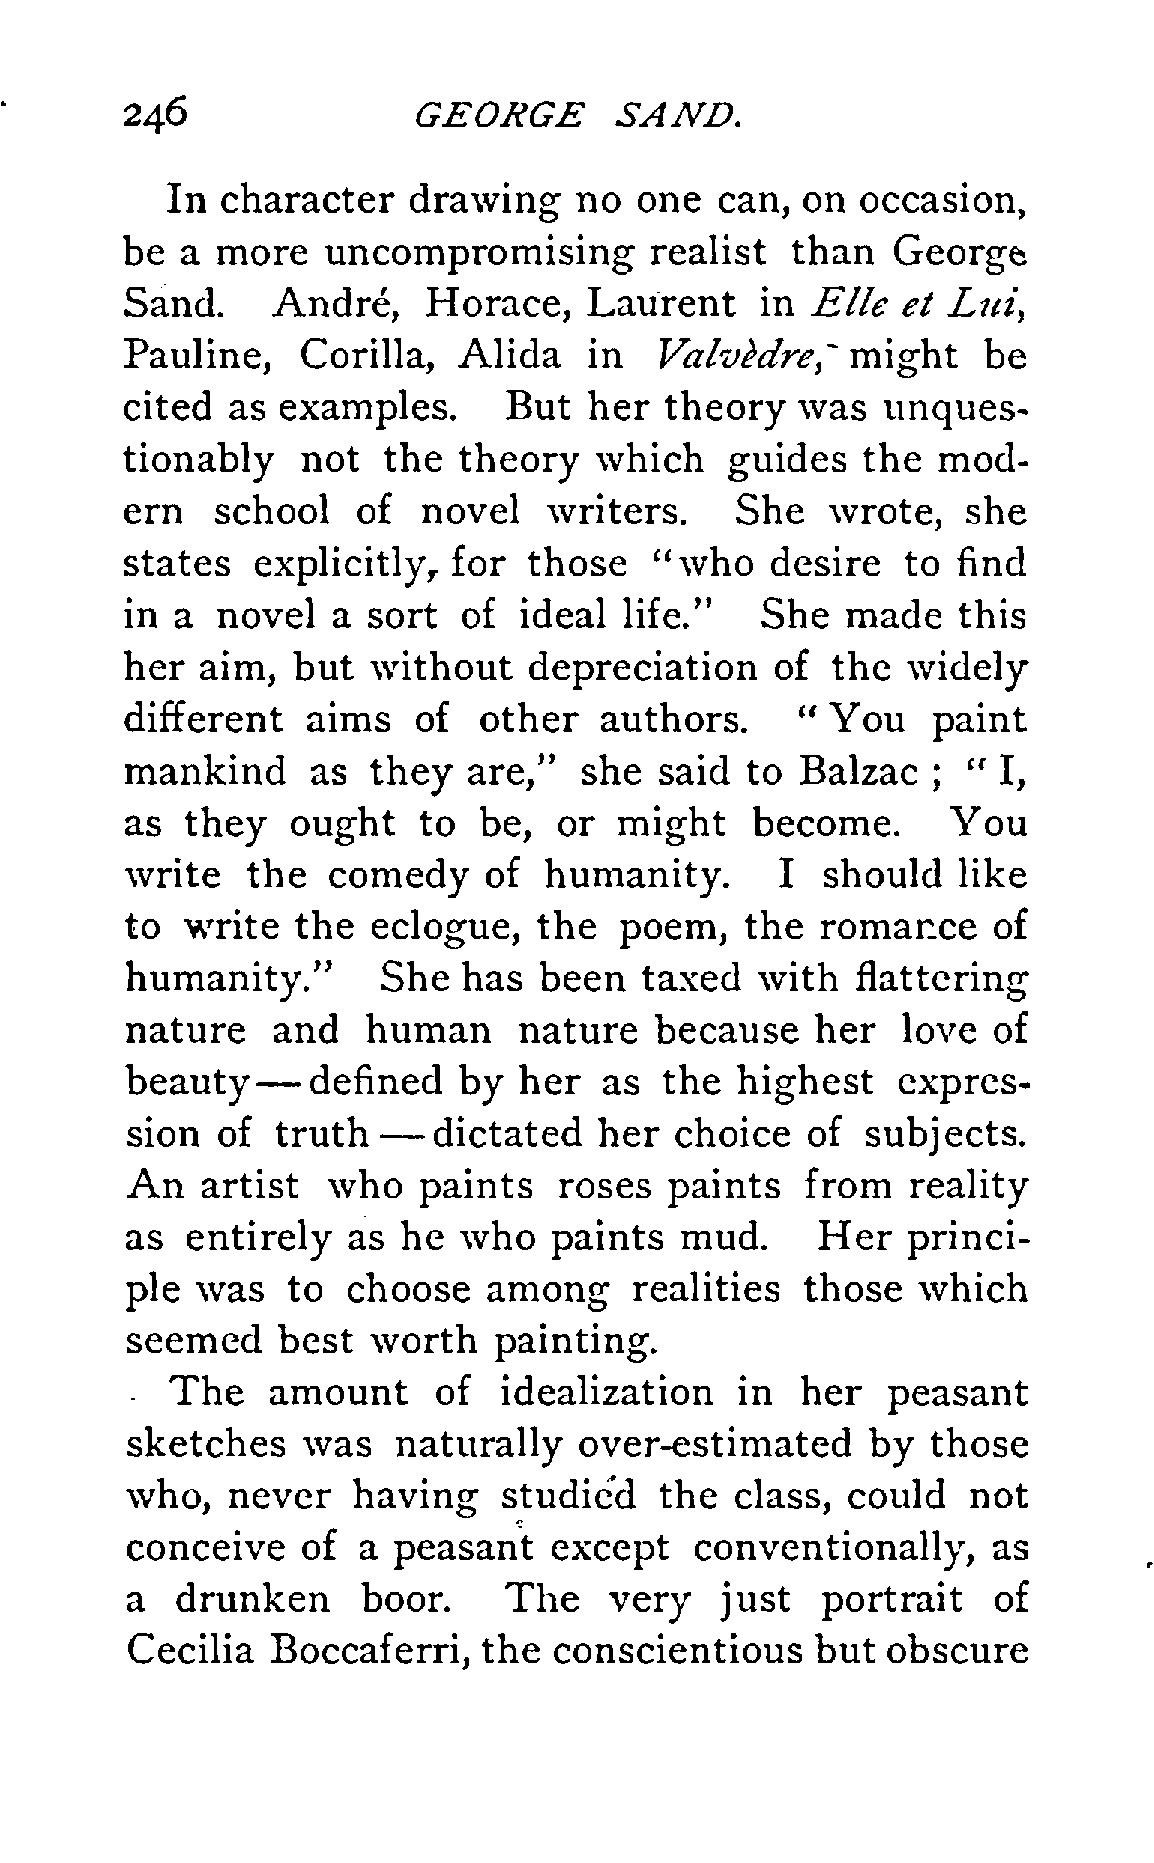 246 GEORGE SAND.
In character drawing no one can, on occasion,
be a more uncompromising realist than George
Sand. André, Horace, Laurent in Elle et Lui,
Pauline, Corilla, Alida in Valvèdre, might be
cited as examples. But her theory was unques-
tionably not the theory which guides the mod-
ern school of novel writers. She wrote, she
states explicitly, for those "who desire to find
in a novel a sort of ideal life." She made this
her aim, but without depreciation of the widely
different aims of other authors. "You paint
mankind as they are," she said to Balzac; "I,
as they ought to be, or might become. You
write the comedy of humanity. I should like
to write the eclogue, the poem, the romance of
humanity." She has been taxed with flattering
nature and human nature because her love of
beauty—defined by her as the highest expres-
sion of truth—dictated her choice of subjects.
An artist who paints roses paints from reality
as entirely as he who paints mud. Her princi-
ple was to choose among realities those which
seemed best worth painting.
The amount of idealization in her peasant
sketches was naturally over-estimated by those
who, never having studied the class, could not
conceive of a peasant except conventionally, as
a drunken boor. The very just portrait of
Cecilia Boccaferri, the conscientious but obscure